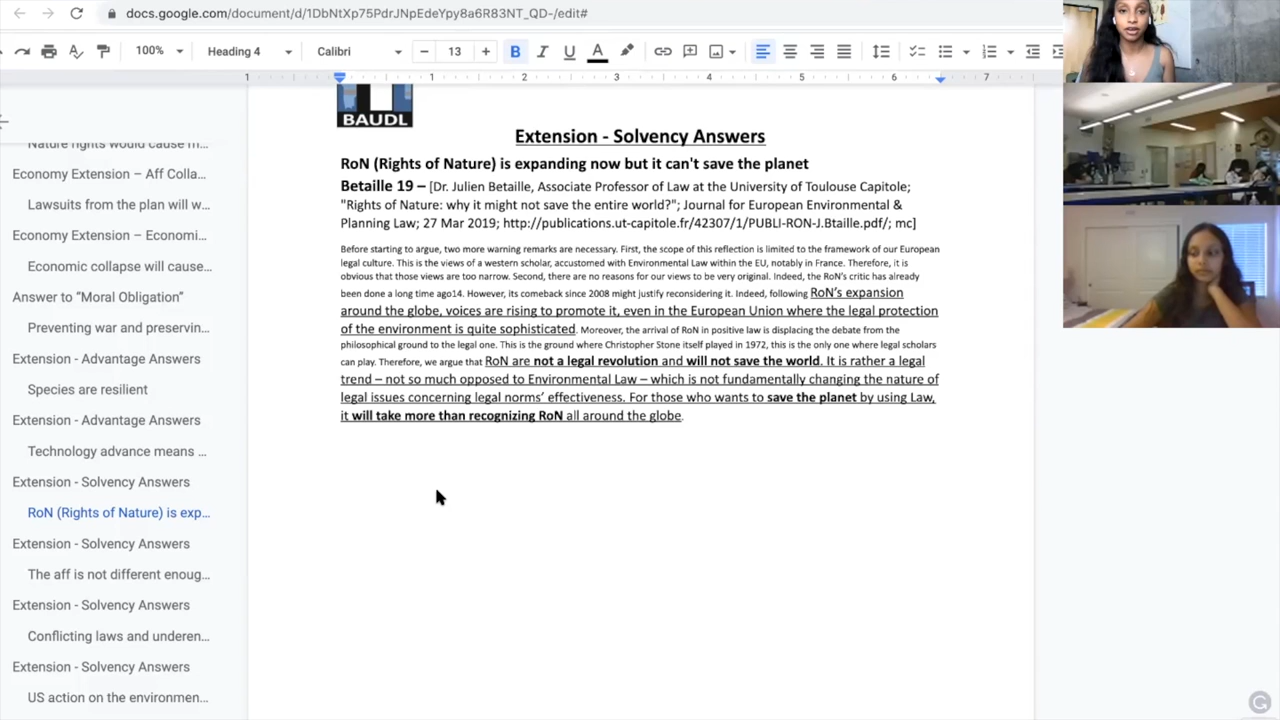 docs.google.com/document/d/1DbNtXp75PdrJNpEdeYpy8a6R83NT_QD-/edit#
100% Heading 4 Calibri − 13 + B I U A
1 1 2 3 4 5 6 7
Nature rights would cause m...
Economy Extension – Aff Colla...
Lawsuits from the plan will w...
Economy Extension – Economi...
Economic collapse will cause...
Answer to “Moral Obligation”
Preventing war and preservin...
Extension - Advantage Answers
Species are resilient
Extension - Advantage Answers
Technology advance means ...
Extension - Solvency Answers
RoN (Rights of Nature) is exp...
Extension - Solvency Answers
The aff is not different enoug...
Extension - Solvency Answers
Conflicting laws and underen...
Extension - Solvency Answers
US action on the environmen...
BAUDL
Extension - Solvency Answers
RoN (Rights of Nature) is expanding now but it can't save the planet
Betaille 19 – [Dr. Julien Betaille, Associate Professor of Law at the University of Toulouse Capitole;
"Rights of Nature: why it might not save the entire world?"; Journal for European Environmental &
Planning Law; 27 Mar 2019; http://publications.ut-capitole.fr/42307/1/PUBLI-RON-J.Btaille.pdf/; mc]
Before starting to argue, two more warning remarks are necessary. First, the scope of this reflection is limited to the framework of our European
legal culture. This is the views of a western scholar, accustomed with Environmental Law within the EU, notably in France. Therefore, it is
obvious that those views are too narrow. Second, there are no reasons for our views to be very original. Indeed, the RoN’s critic has already
been done a long time ago14. However, its comeback since 2008 might justify reconsidering it. Indeed, following RoN’s expansion
around the globe, voices are rising to promote it, even in the European Union where the legal protection
of the environment is quite sophisticated. Moreover, the arrival of RoN in positive law is displacing the debate from the
philosophical ground to the legal one. This is the ground where Christopher Stone itself played in 1972, this is the only one where legal scholars
can play. Therefore, we argue that RoN are not a legal revolution and will not save the world. It is rather a legal
trend – not so much opposed to Environmental Law – which is not fundamentally changing the nature of
legal issues concerning legal norms’ effectiveness. For those who wants to save the planet by using Law,
it will take more than recognizing RoN all around the globe.